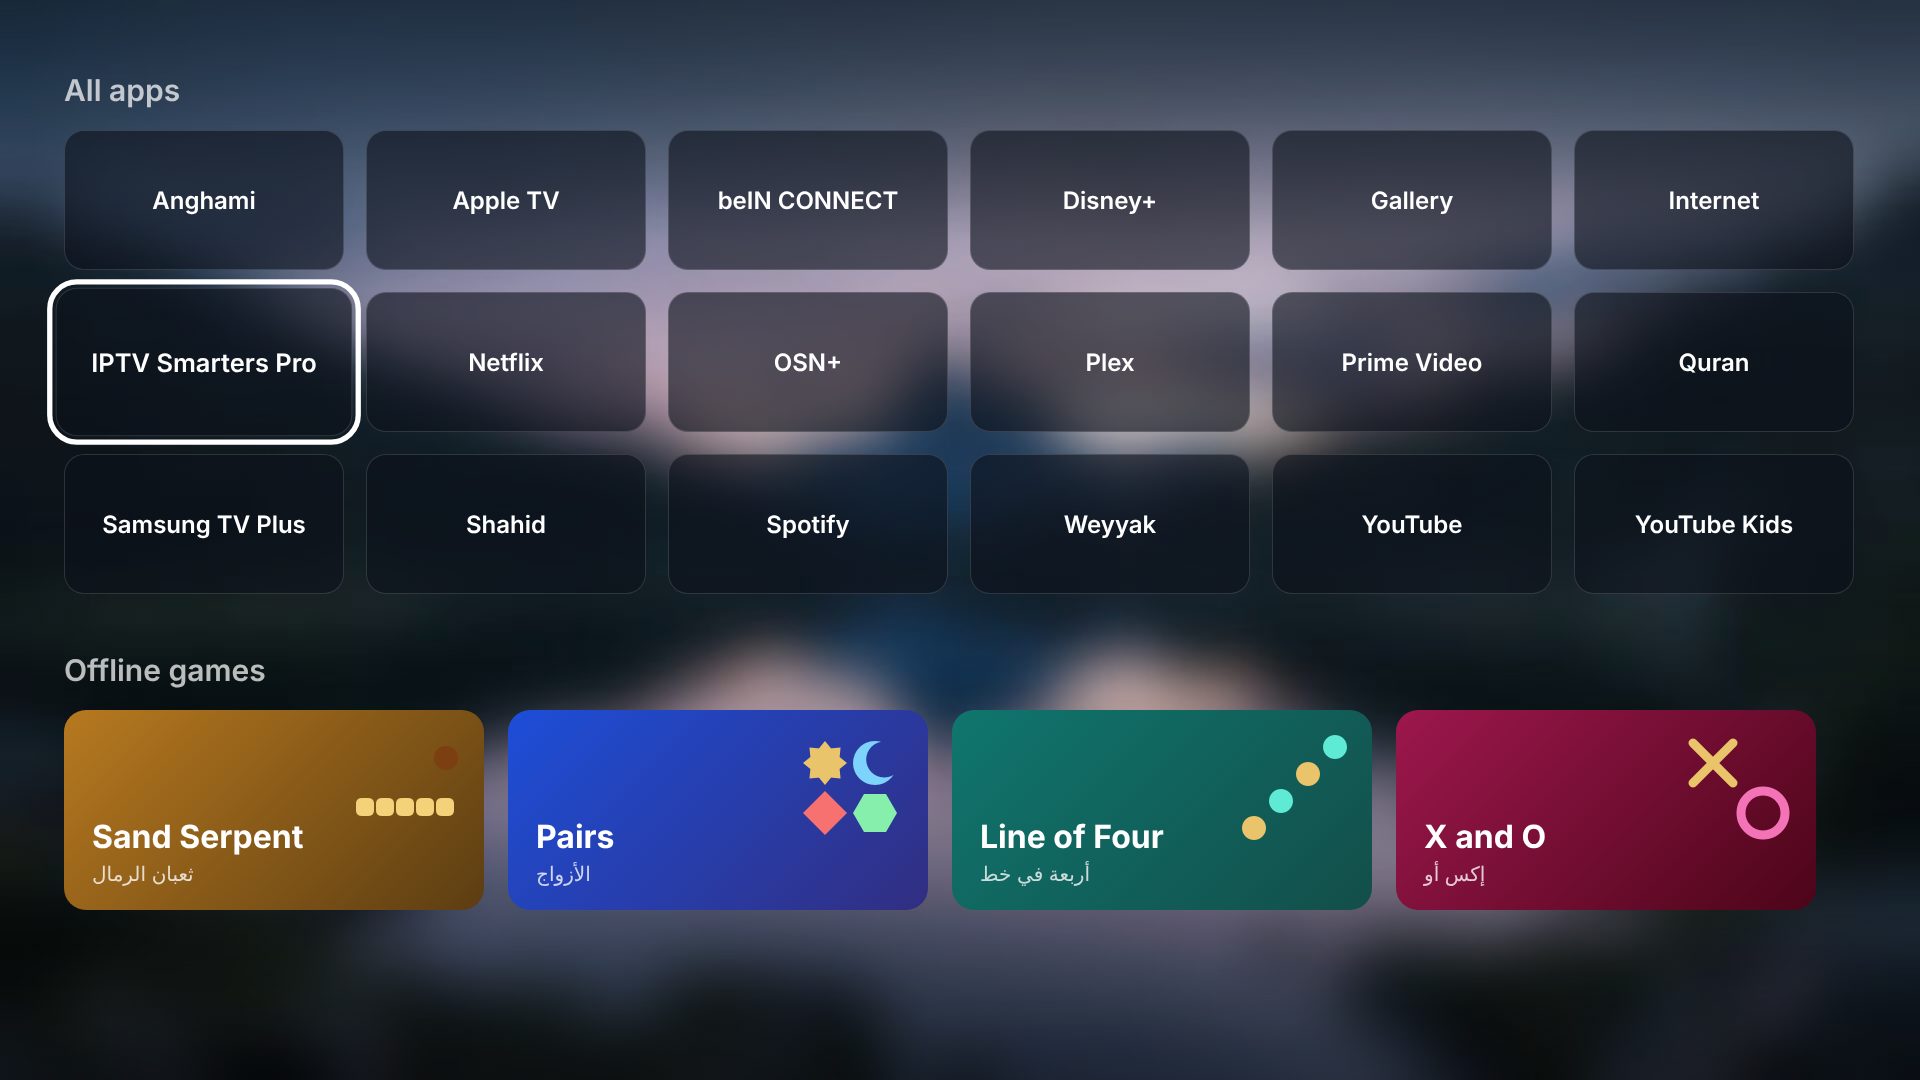 All apps
Anghami
Apple TV
beIN CONNECT
Disney+
Gallery
Internet
IPTV Smarters Pro
Netflix
OSN+
Plex
Prime Video
Quran
Samsung TV Plus
Shahid
Spotify
Weyyak
YouTube
YouTube Kids
Offline games
Sand Serpent
ثعبان الرمال
Pairs
الأزواج
Line of Four
أربعة في خط
X and O
إكس أو